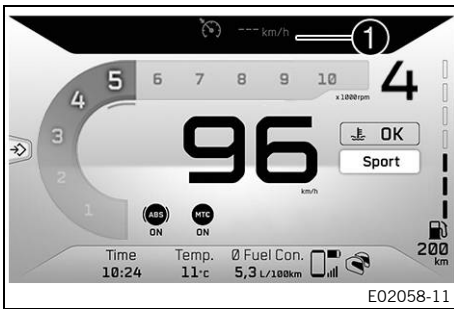 --- km/h
1
5 6 7 8 9 10
x 1000rpm
4
4
3
2
1
96
km/h
OK
Sport
ABS
MTC
ON
ON
Time
Temp.
Ø Fuel Con.
10:24
11°C
5,3 L/100km
200
km
E02058-11